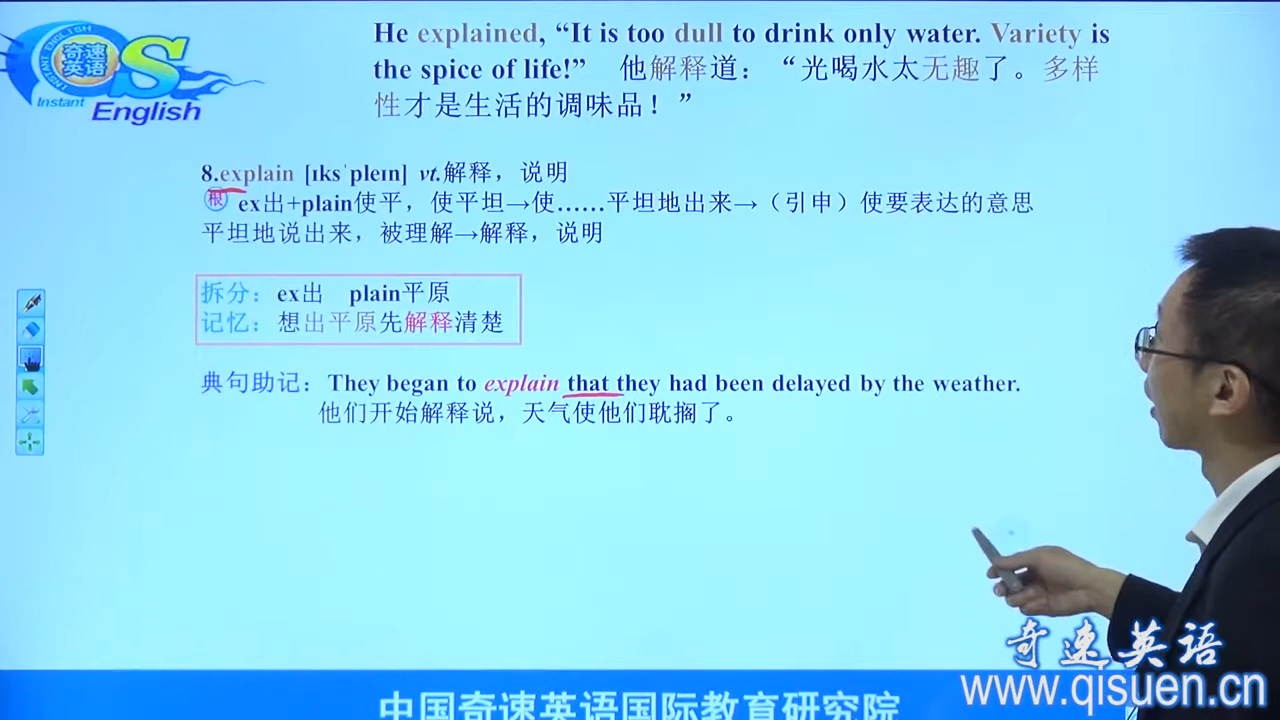 INSTANT ENGLISH
奇速
英语
S
Instant
English
He explained, “It is too dull to drink only water. Variety is
the spice of life!” 他解释道：“光喝水太无趣了。多样
性才是生活的调味品！”
8.explain [ɪksˈpleɪn] vt.解释，说明
根 ex出+plain使平，使平坦→使……平坦地出来→（引申）使要表达的意思
平坦地说出来，被理解→解释，说明
拆分：ex出 plain平原
记忆：想出平原先解释清楚
典句助记：They began to explain that they had been delayed by the weather.
他们开始解释说，天气使他们耽搁了。
奇速英语
www.qisuen.cn
中国奇速英语国际教育研究院